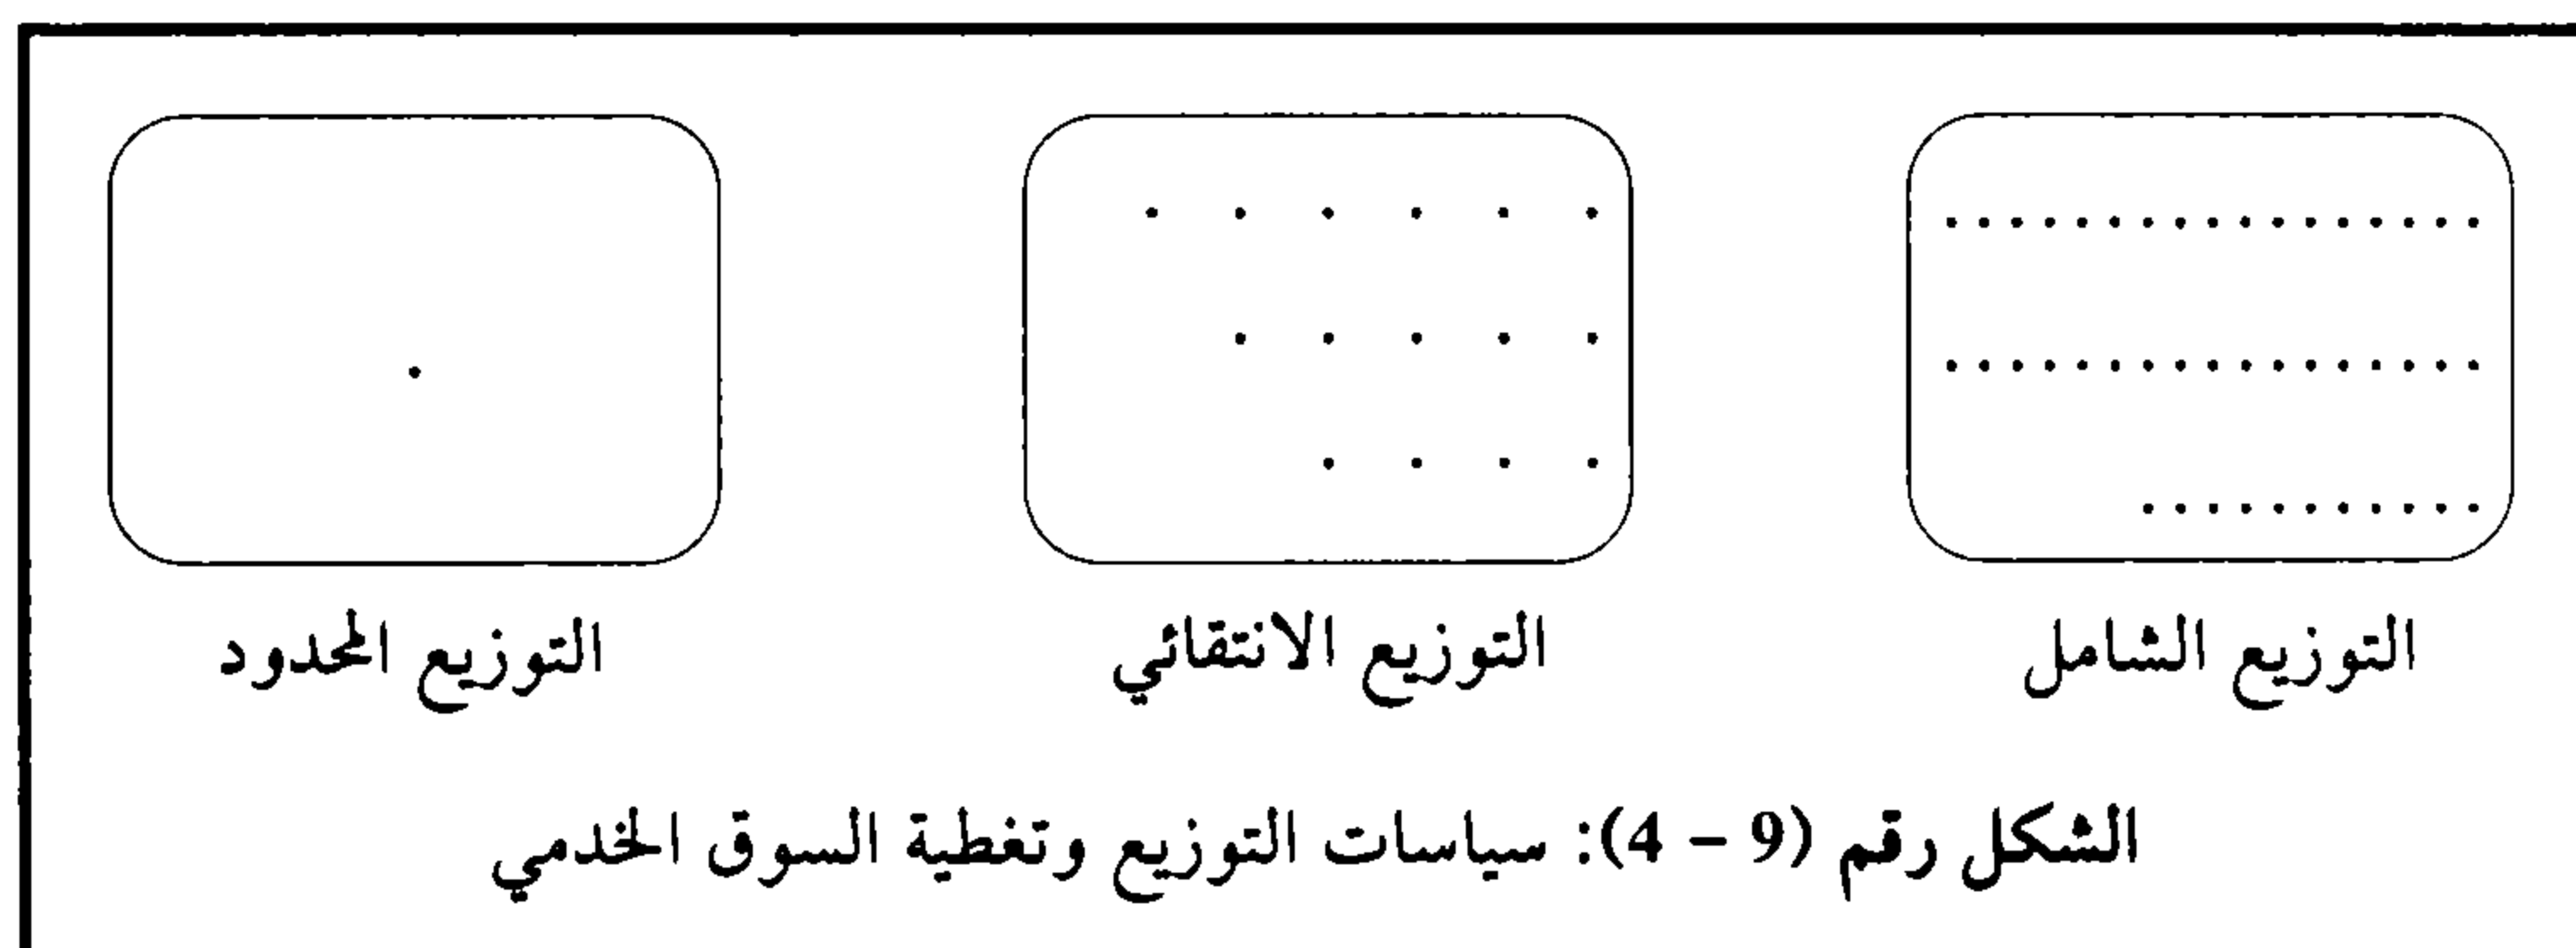 التوزيع الشامل
التوزيع الانتقائي
التوزيع المحدود
الشكل رقم (9 – 4): سياسات التوزيع وتغطية السوق الخدمي